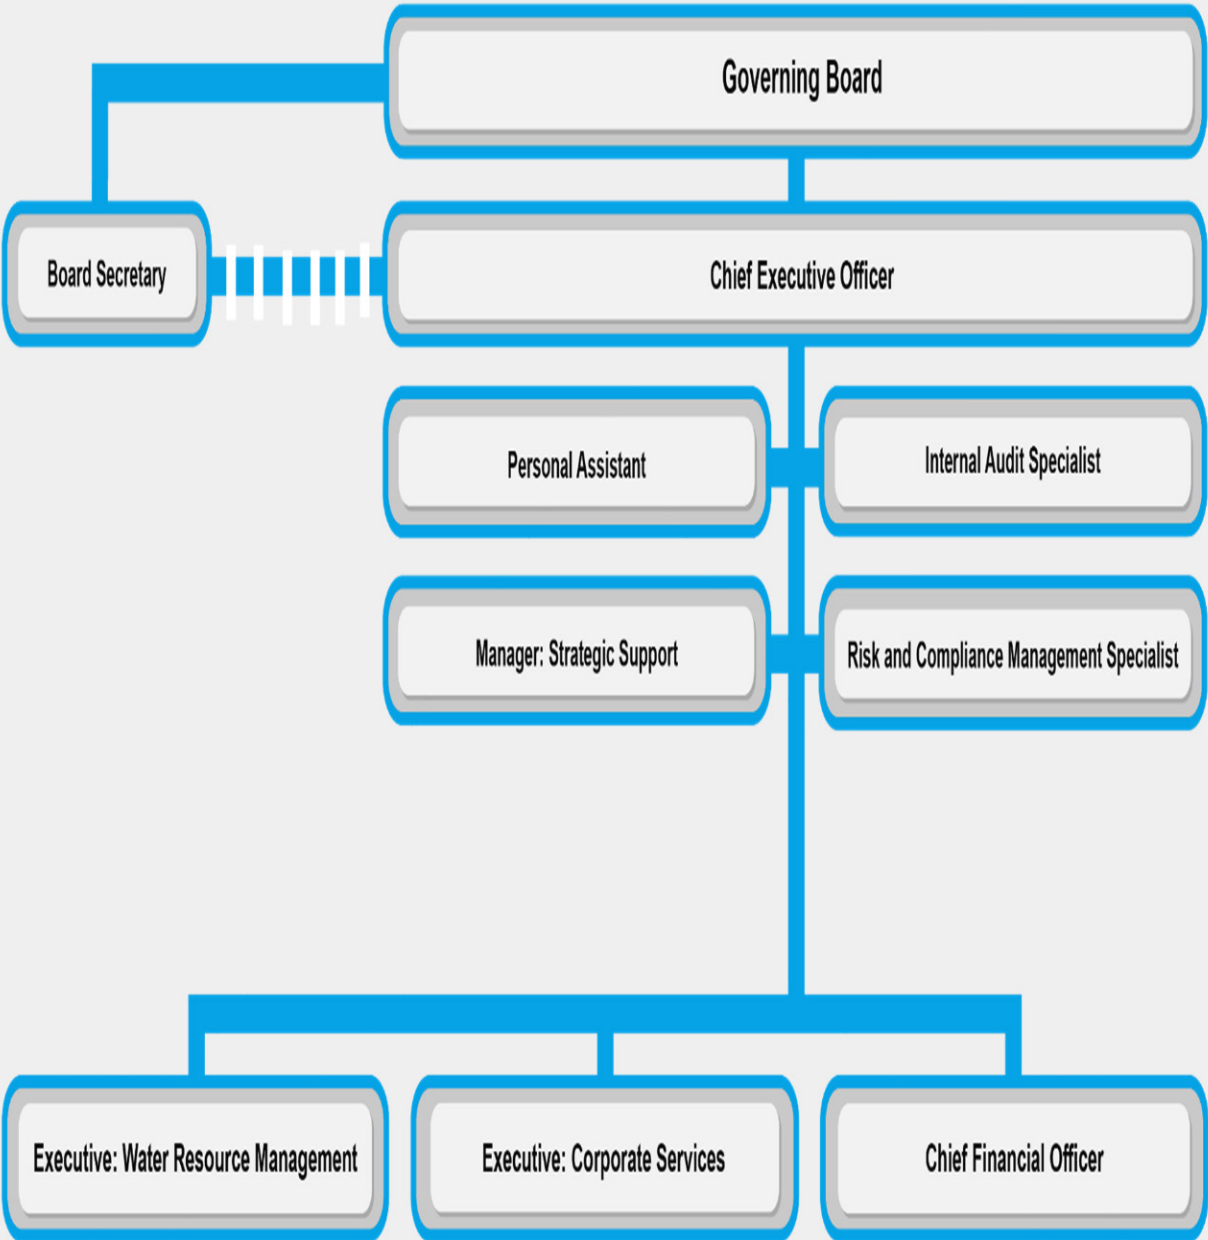 Governing Board
Board Secretary
Chief Executive Officer
Personal Assistant
Internal Audit Specialist
Manager: Strategic Support
Risk and Compliance Management Specialist
Executive: Water Resource Management
Executive: Corporate Services
Chief Financial Officer